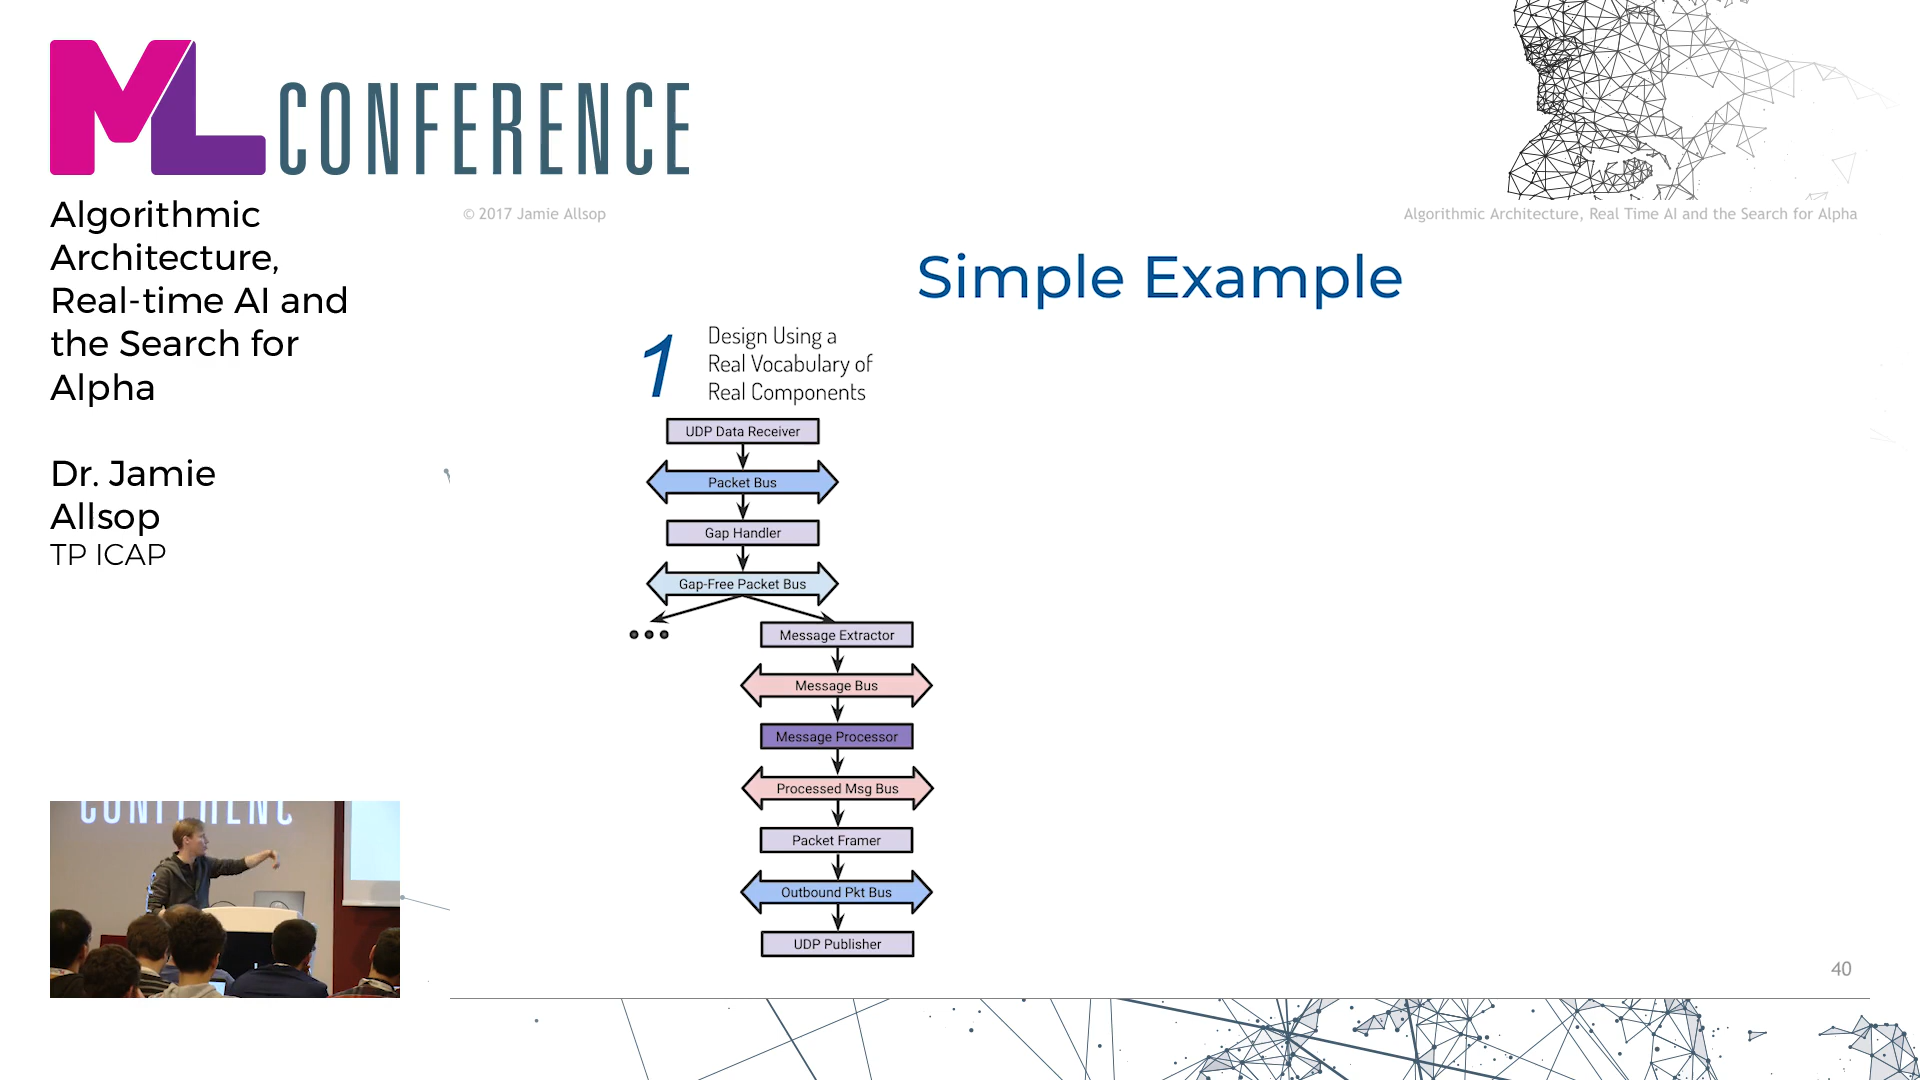 ML CONFERENCE
Algorithmic
Architecture,
Real-time AI and
the Search for
Alpha
Dr. Jamie
Allsop
TP ICAP
© 2017 Jamie Allsop
Algorithmic Architecture, Real Time AI and the Search for Alpha
Simple Example
1
Design Using a
Real Vocabulary of
Real Components
UDP Data Receiver
Packet Bus
Gap Handler
Gap-Free Packet Bus
Message Extractor
Message Bus
Message Processor
Processed Msg Bus
Packet Framer
Outbound Pkt Bus
UDP Publisher
40
CONFERENC